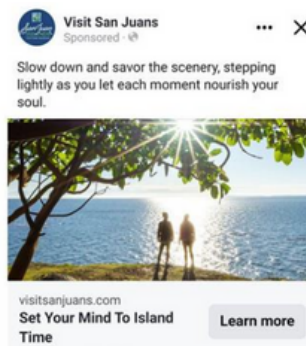 Visit San Juans
Sponsored ·
Slow down and savor the scenery, stepping
lightly as you let each moment nourish your
soul.
visitsanjuans.com
Set Your Mind To Island
Time
Learn more